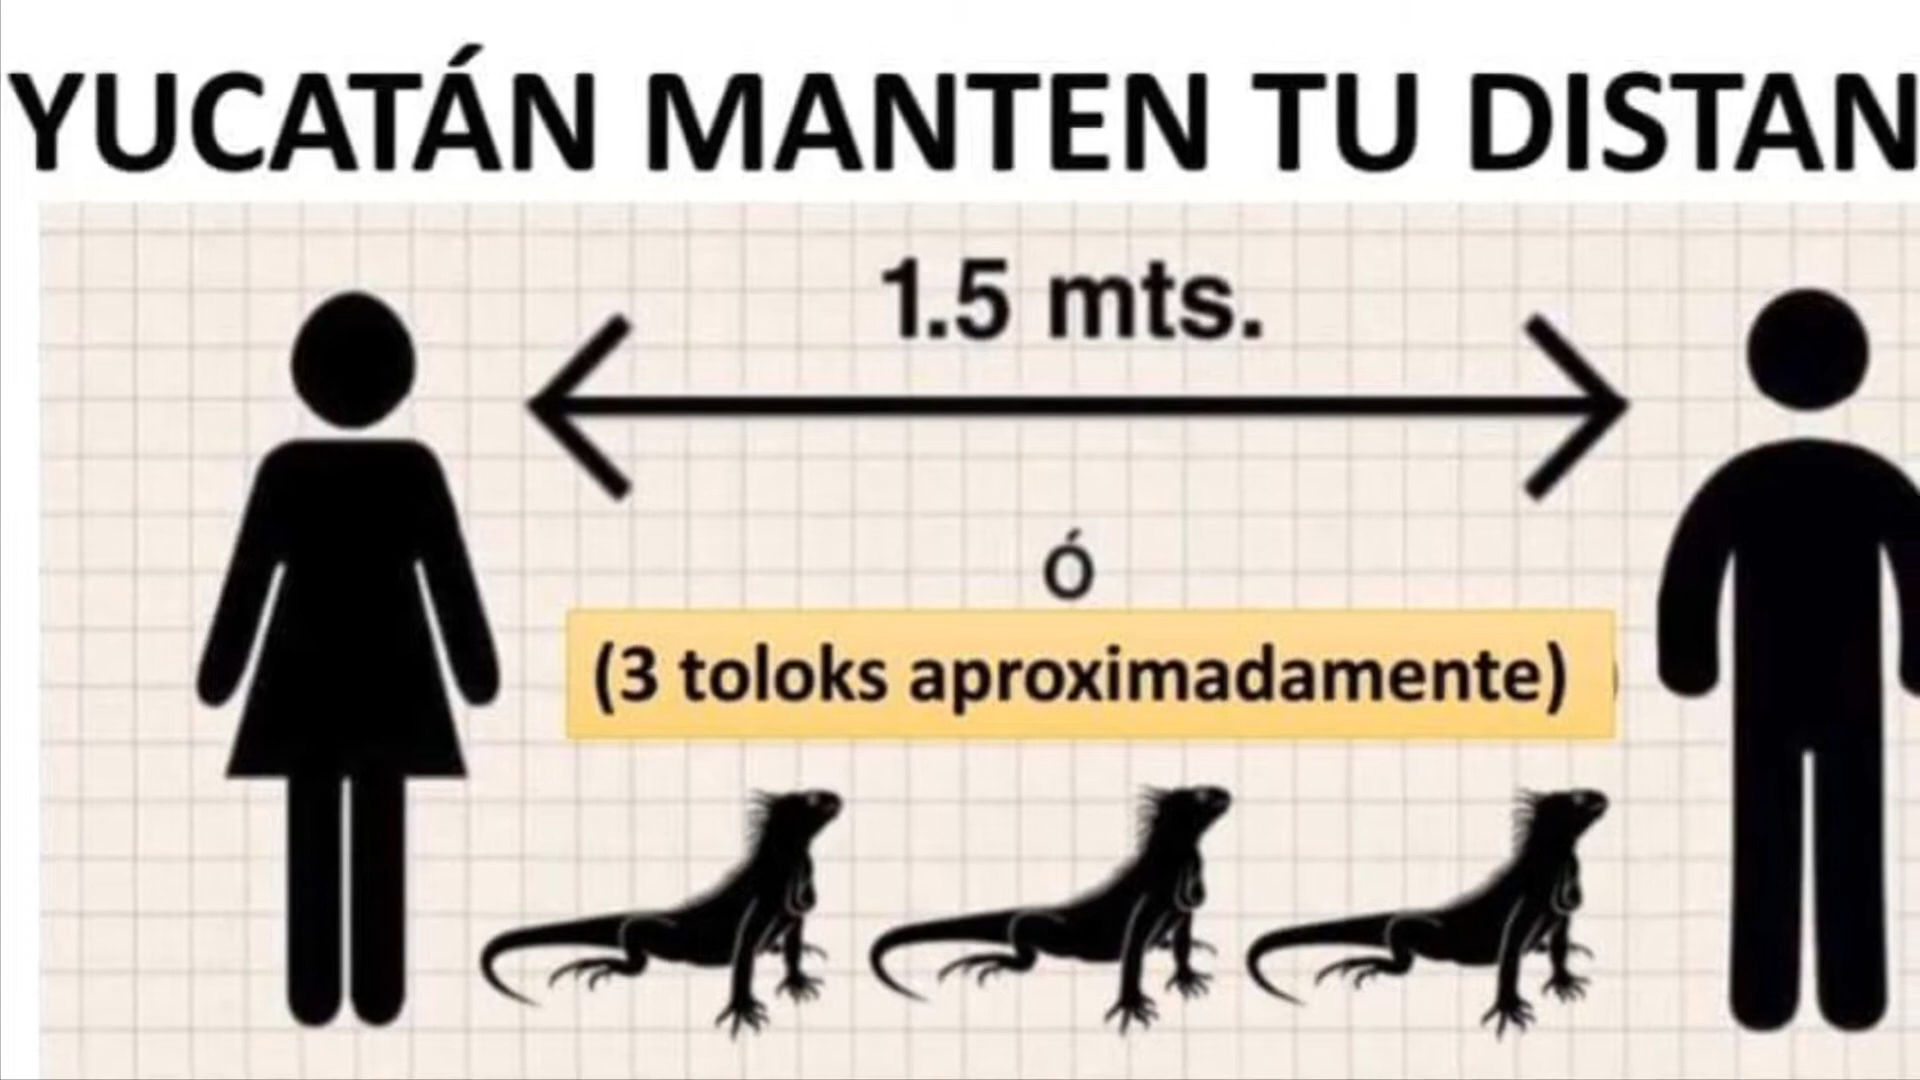 YUCATÁN MANTEN TU DISTAN
1.5 mts.
Ó
(3 toloks aproximadamente)